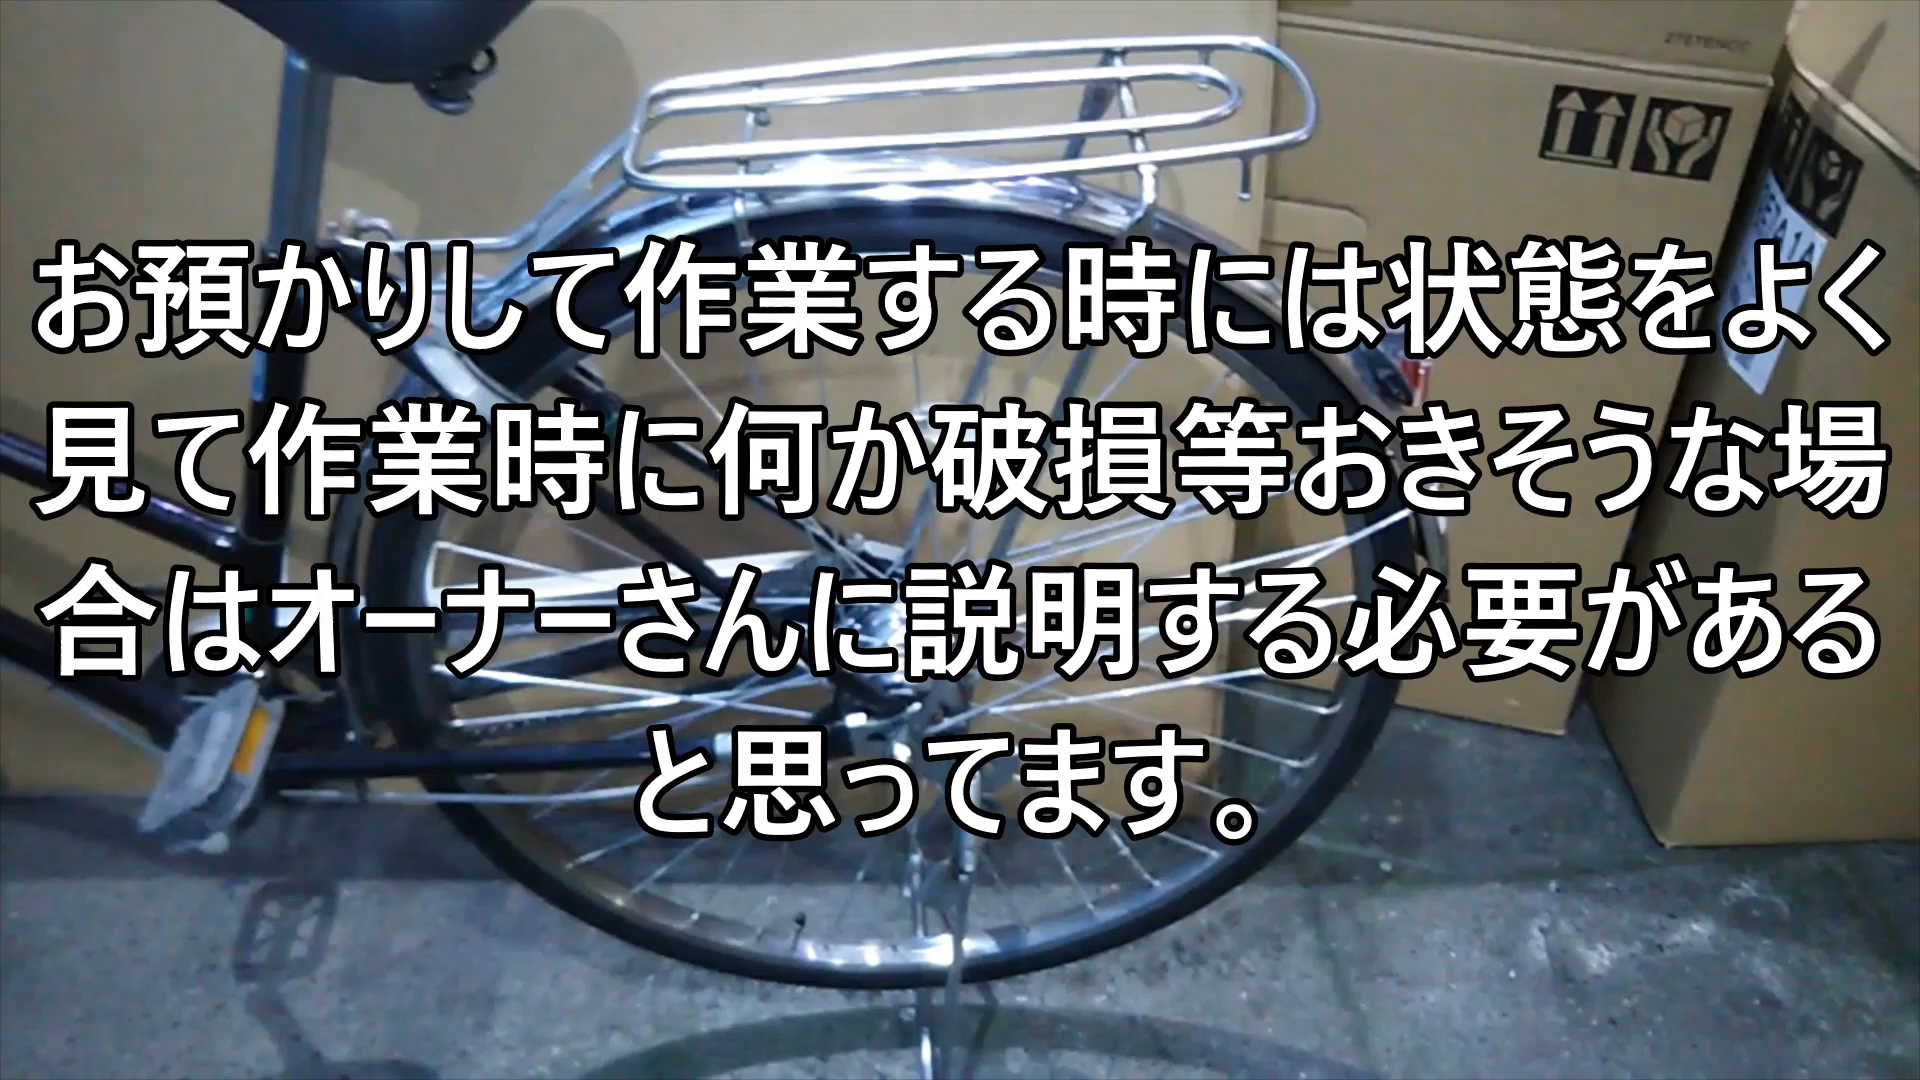 お預かりして作業する時には状態をよく
見て作業時に何か破損等おきそうな場
合はオーナーさんに説明する必要がある
と思ってます。